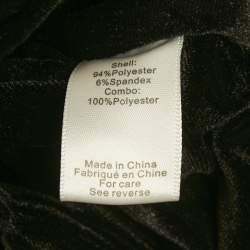 Shell:
94%Polyester
6%Spandex
Combo:
100%Polyester
Made in China
Fabriqué en Chine
For care
See reverse